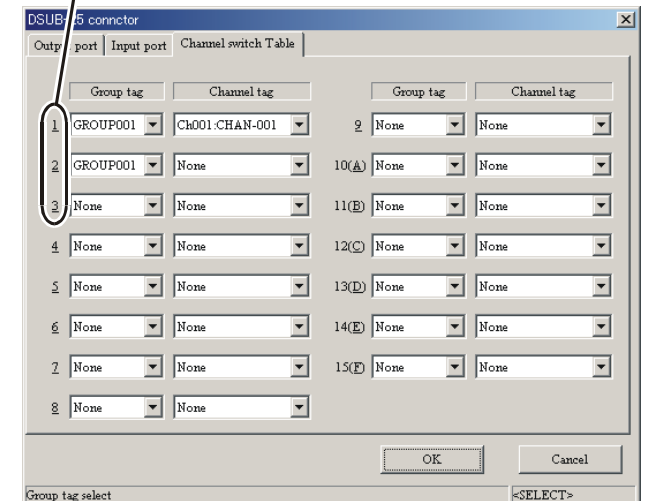 DSUB-25 connctor
Output port Input port Channel switch Table
Group tag Channel tag Group tag Channel tag
1 GROUP001 Ch001:CHAN-001 9 None None
2 GROUP001 None 10(A) None None
3 None None 11(B) None None
4 None None 12(C) None None
5 None None 13(D) None None
6 None None 14(E) None None
7 None None 15(F) None None
8 None None
OK Cancel
Group tag select <SELECT>